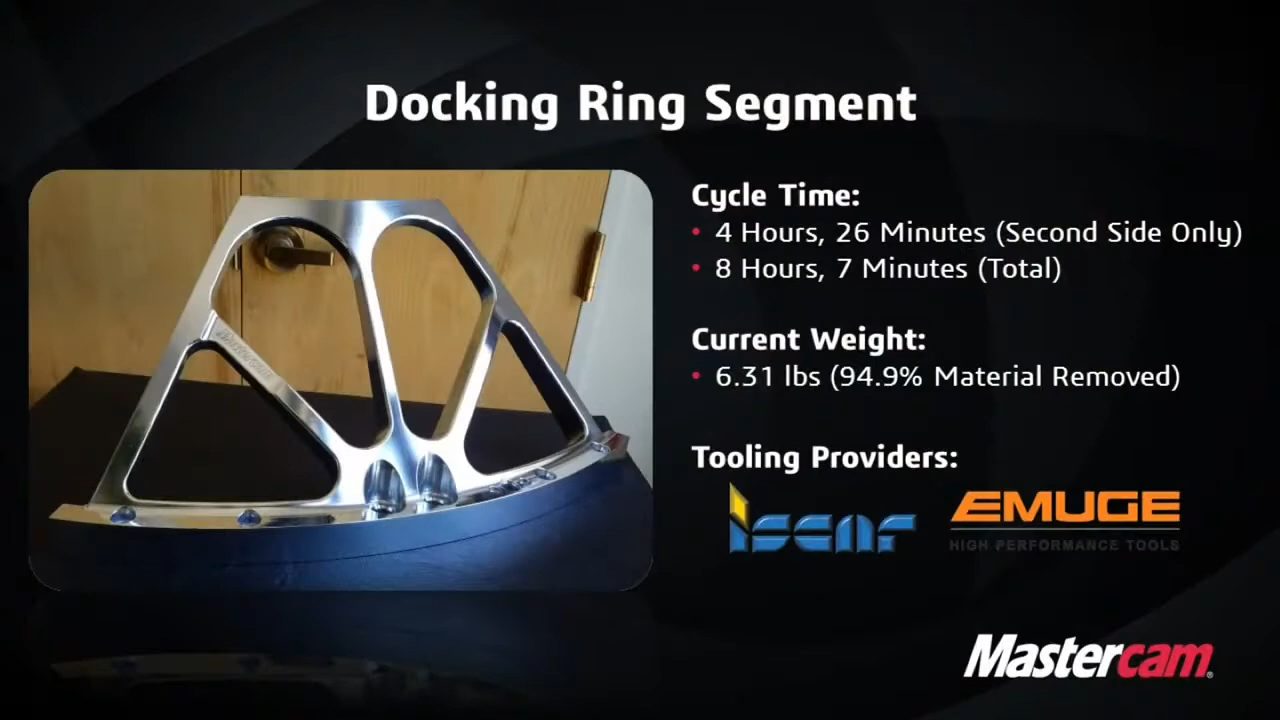 Docking Ring Segment
Cycle Time:
• 4 Hours, 26 Minutes (Second Side Only)
• 8 Hours, 7 Minutes (Total)
Current Weight:
• 6.31 lbs (94.9% Material Removed)
Tooling Providers:
iscar
EMUGE
HIGH PERFORMANCE TOOLS
Mastercam®
Mastercam